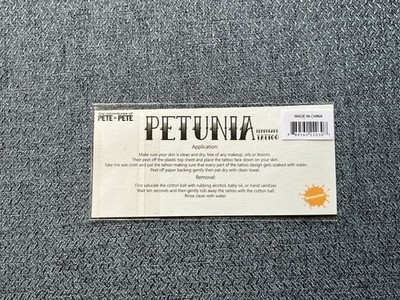 the adventures of
PETE & PETE
PETUNIA
TEMPORARY
TATTOO
MADE IN CHINA
Application:
Make sure your skin is clean and dry, free of any makeup, oils or lotions.
Then peel off the plastic top sheet and place the tattoo face down on your skin.
Take the wet cloth and pat the tattoo making sure that every part of the tattoo design gets soaked with water.
Peel off paper backing gently then pat dry with clean towel.
Removal:
First saturate the cotton ball with rubbing alcohol, baby oil, or hand sanitizer.
Wait ten seconds and then gently rub away the tattoo with the cotton ball.
Rinse clean with water.